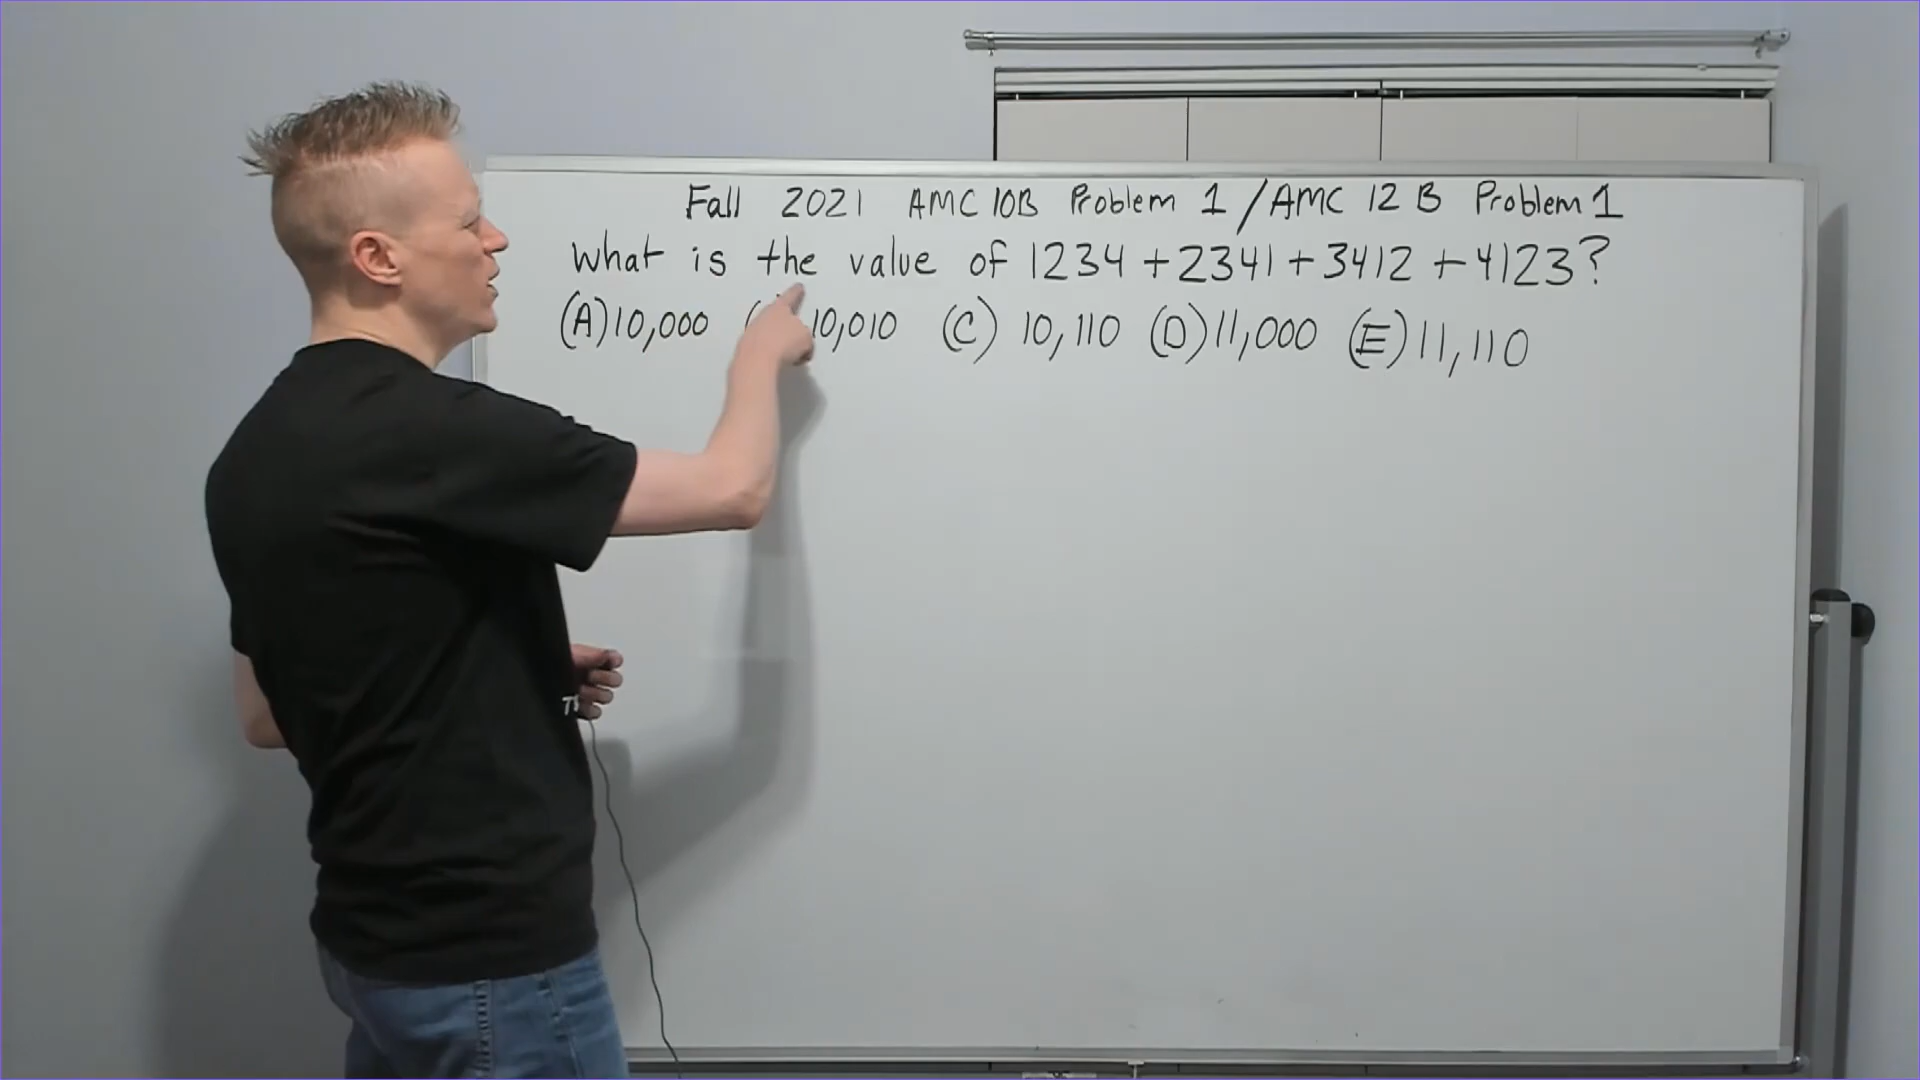 Fall 2021 AMC 10B Problem 1 / AMC 12 B Problem 1
What is the value of 1234 + 2341 + 3412 + 4123?
(A) 10,000 ( 10,010 (C) 10,110 (D) 11,000 (E) 11,110